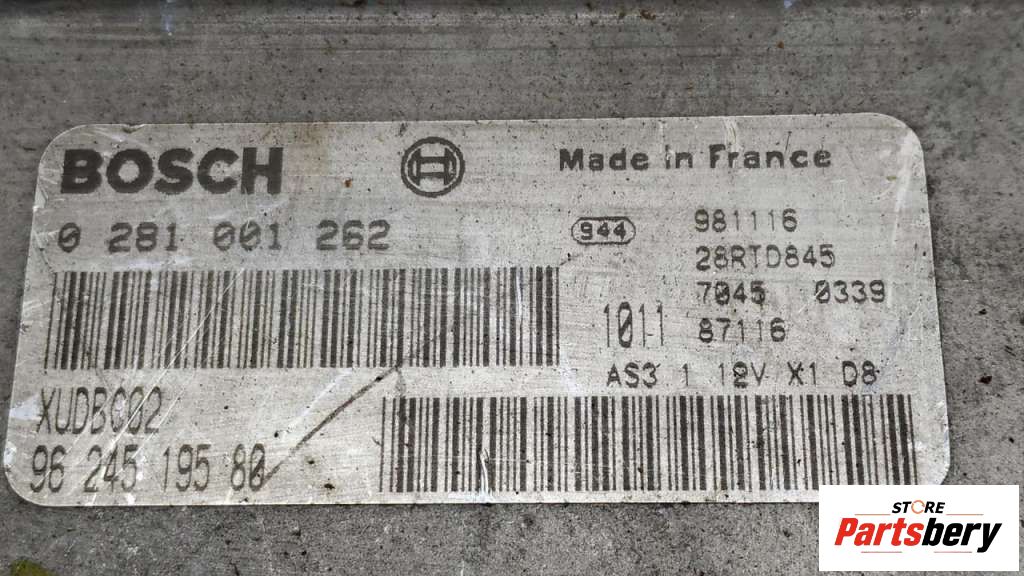 BOSCH
Made in France
0 281 001 262
944
981116
28RTD845
7045 0339
1011
87116
AS3 1 12V X1 D8
XUDBC02
96 245 195 80
STORE
Partsbery